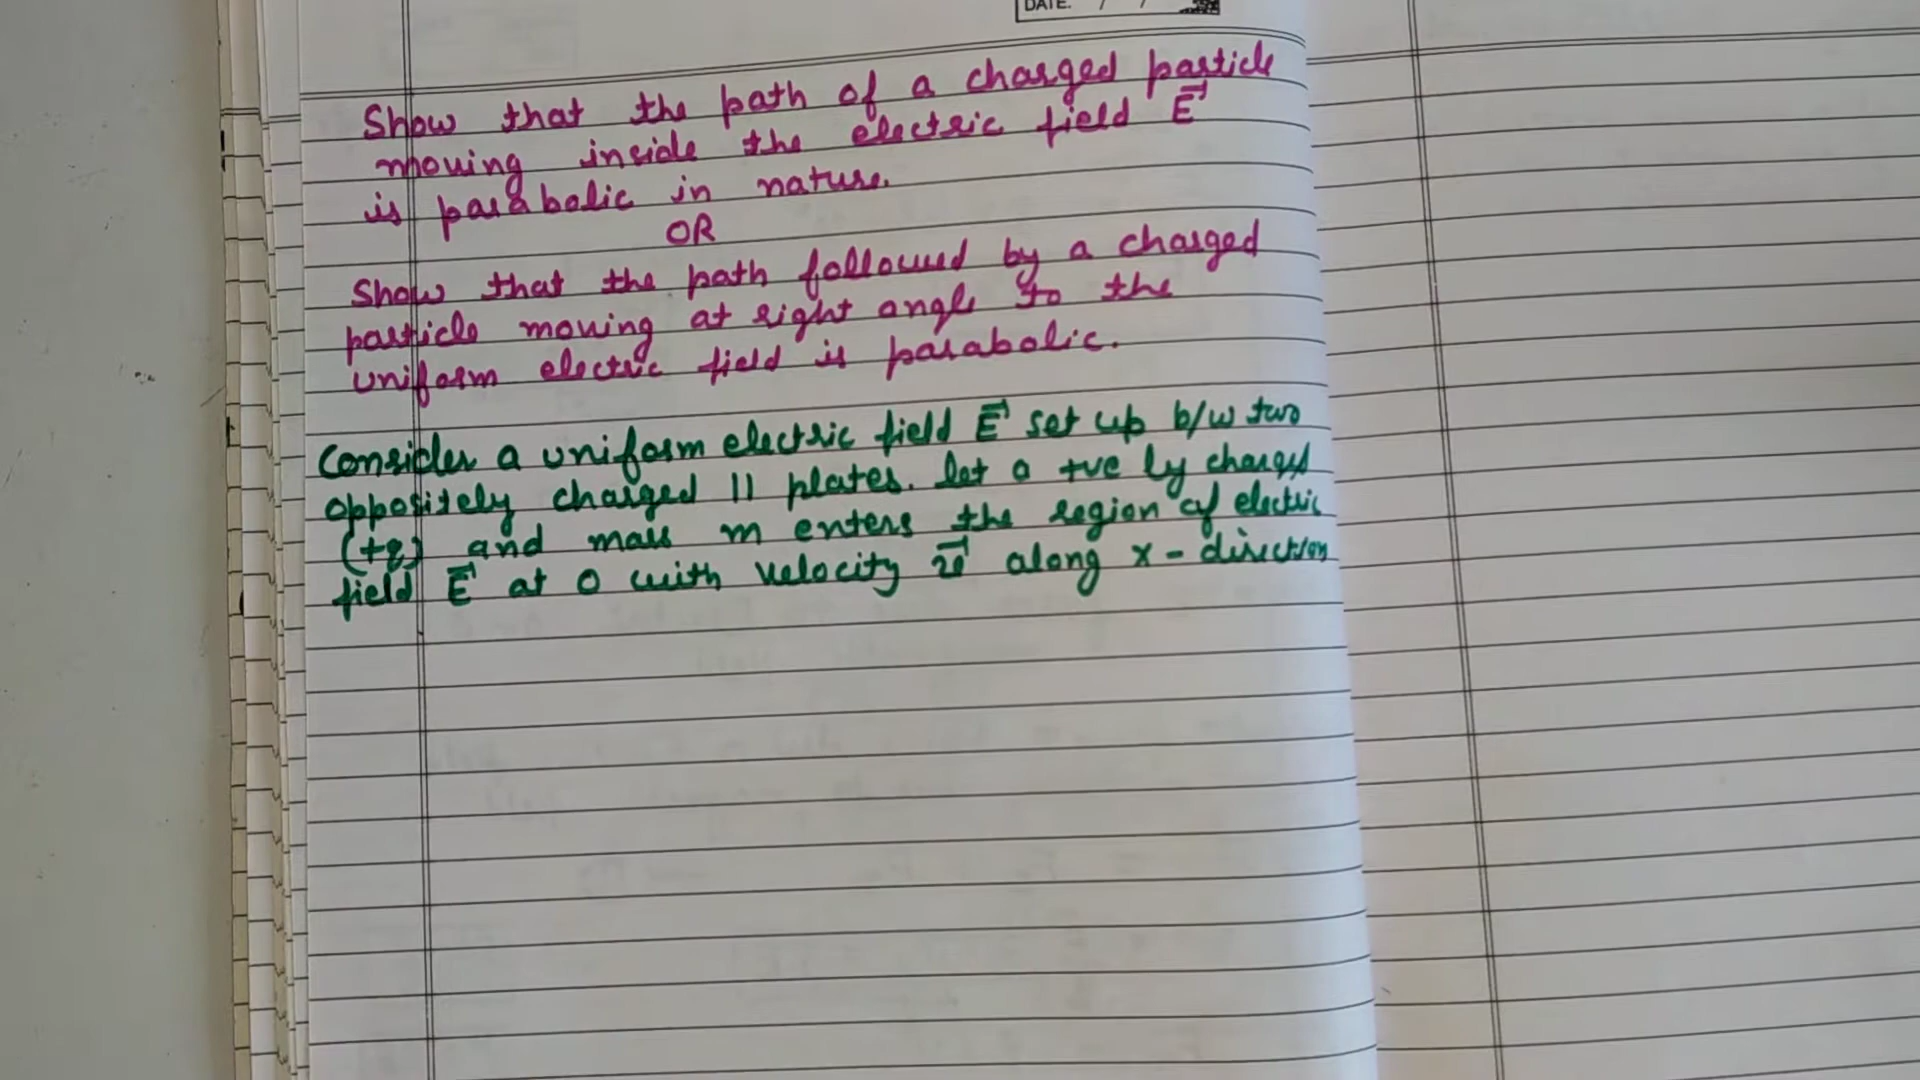 DATE. / /
Show that the path of a charged particle
moving inside the electric field E⃗
is parabolic in nature.
OR
Show that the path followed by a charged
particle moving at right angle to the
uniform electric field is parabolic.
Consider a uniform electric field E⃗ set up b/w two
oppositely charged || plates. let a +ve ly charged
(+q) and mass m enters the region of electric
field E⃗ at O with velocity v⃗ along x - direction